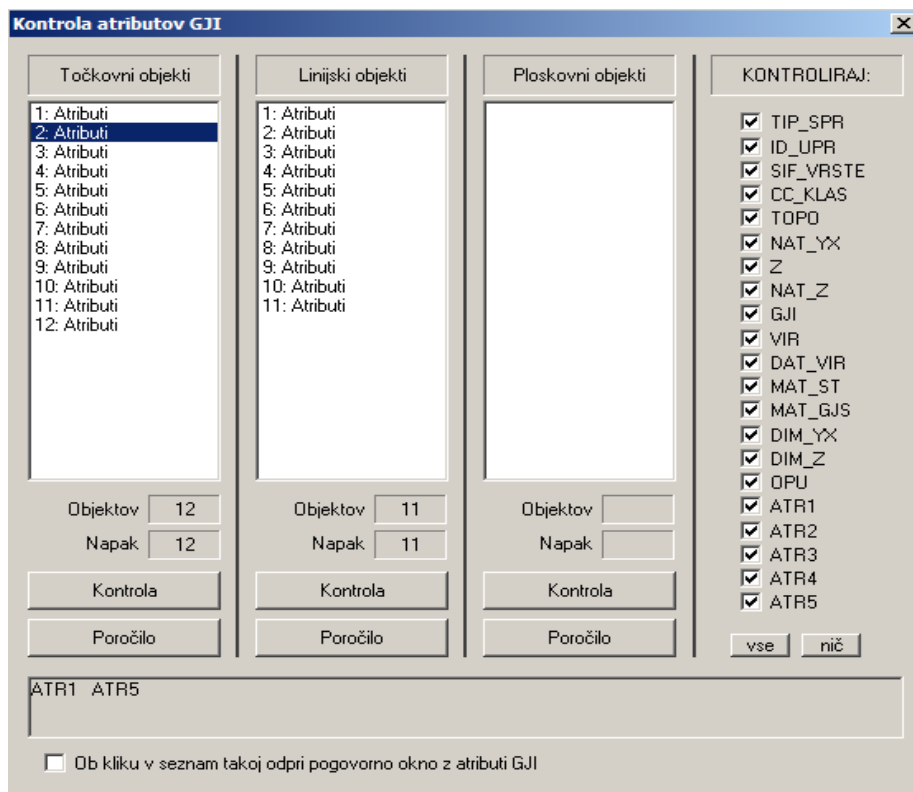 Kontrola atributov GJI
Točkovni objekti
1: Atributi
2: Atributi
3: Atributi
4: Atributi
5: Atributi
6: Atributi
7: Atributi
8: Atributi
9: Atributi
10: Atributi
11: Atributi
12: Atributi
Objektov 12
Napak 12
Kontrola
Poročilo
Linijski objekti
1: Atributi
2: Atributi
3: Atributi
4: Atributi
5: Atributi
6: Atributi
7: Atributi
8: Atributi
9: Atributi
10: Atributi
11: Atributi
Objektov 11
Napak 11
Kontrola
Poročilo
Ploskovni objekti
Objektov
Napak
Kontrola
Poročilo
KONTROLIRAJ:
TIP_SPR
ID_UPR
SIF_VRSTE
CC_KLAS
TOPO
NAT_YX
Z
NAT_Z
GJI
VIR
DAT_VIR
MAT_ST
MAT_GJS
DIM_YX
DIM_Z
OPU
ATR1
ATR2
ATR3
ATR4
ATR5
vse nič
ATR1 ATR5
Ob kliku v seznam takoj odpri pogovorno okno z atributi GJI